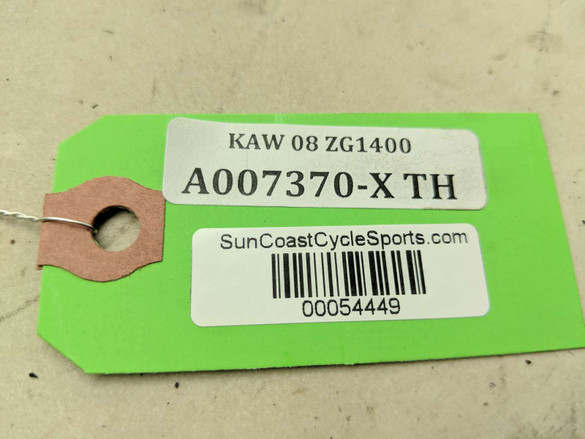 KAW 08 ZG1400
A007370-X TH
SunCoastCycleSports.com
00054449